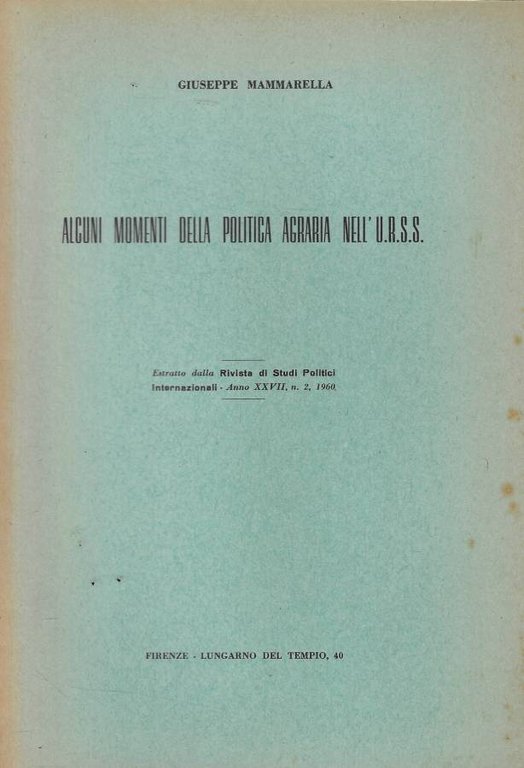 GIUSEPPE MAMMARELLA
ALCUNI MOMENTI DELLA POLITICA AGRARIA NELL'U.R.S.S.
Estratto dalla Rivista di Studi Politici
Internazionali - Anno XXVII, n. 2, 1960.
FIRENZE - LUNGARNO DEL TEMPIO, 40